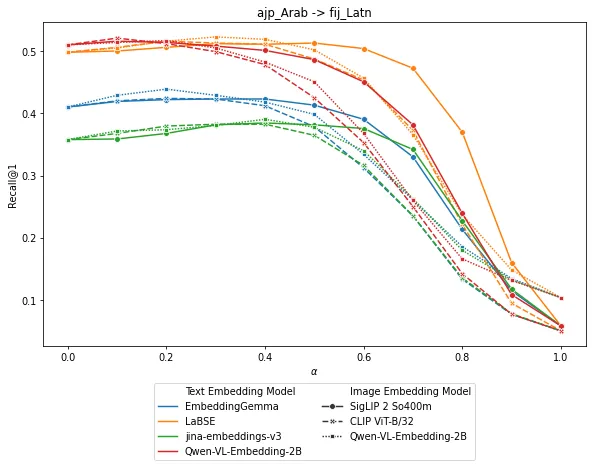 ajp_Arab -> fij_Latn
Recall@1
0.5
0.4
0.3
0.2
0.1
0.0 0.2 0.4 0.6 0.8 1.0
α
Text Embedding Model
EmbeddingGemma
LaBSE
jina-embeddings-v3
Qwen-VL-Embedding-2B
Image Embedding Model
SigLIP 2 So400m
CLIP ViT-B/32
Qwen-VL-Embedding-2B